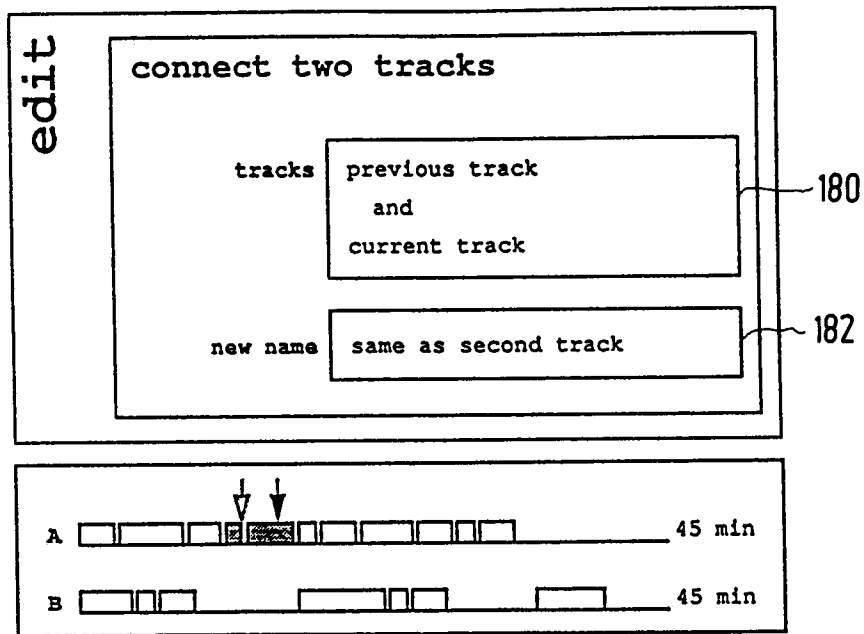 edit
connect two tracks
tracks
previous track
and
current track
180
new name
same as second track
182
A
45 min
B
45 min